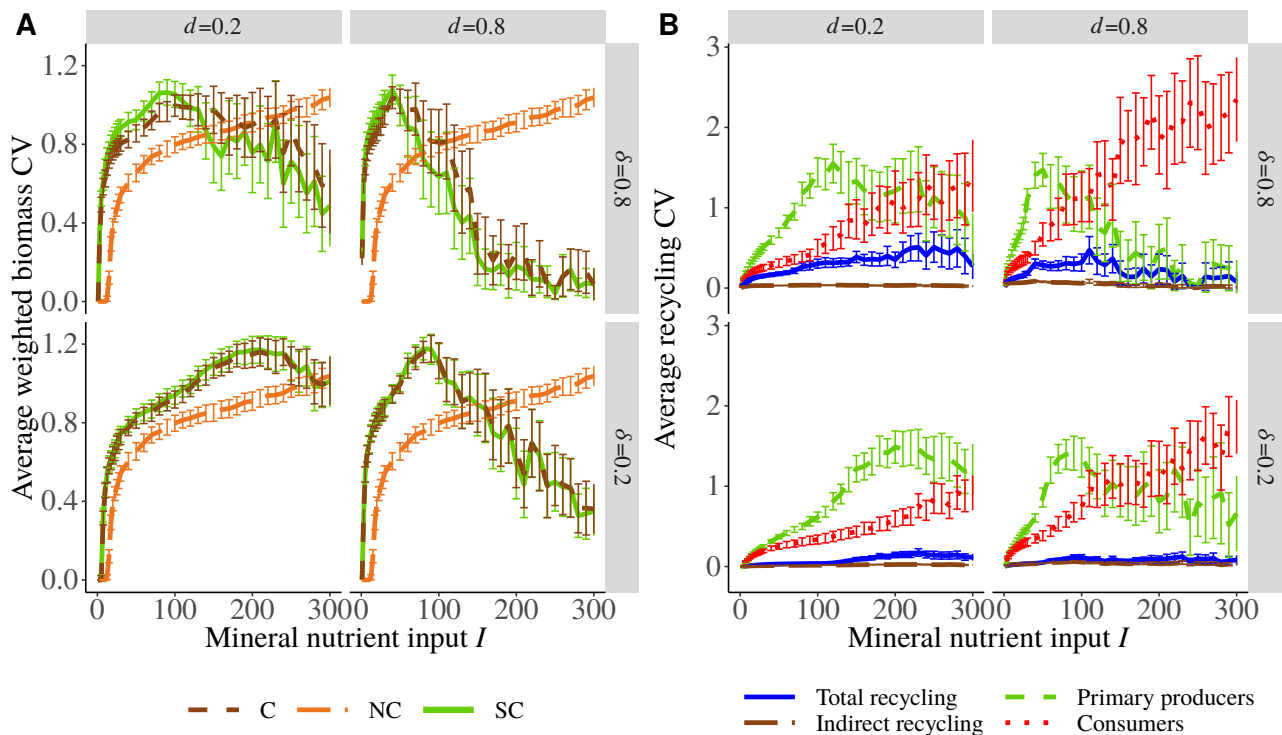 A
d=0.2
d=0.8
Average weighted biomass CV
1.2
0.8
0.4
0.0
δ=0.8
1.2
0.8
0.4
0.0
δ=0.2
0
100
200
300
0
100
200
300
Mineral nutrient input I
C
NC
SC
B
d=0.2
d=0.8
Average recycling CV
3
2
1
0
δ=0.8
3
2
1
0
δ=0.2
0
100
200
300
0
100
200
300
Mineral nutrient input I
Total recycling
Primary producers
Indirect recycling
Consumers